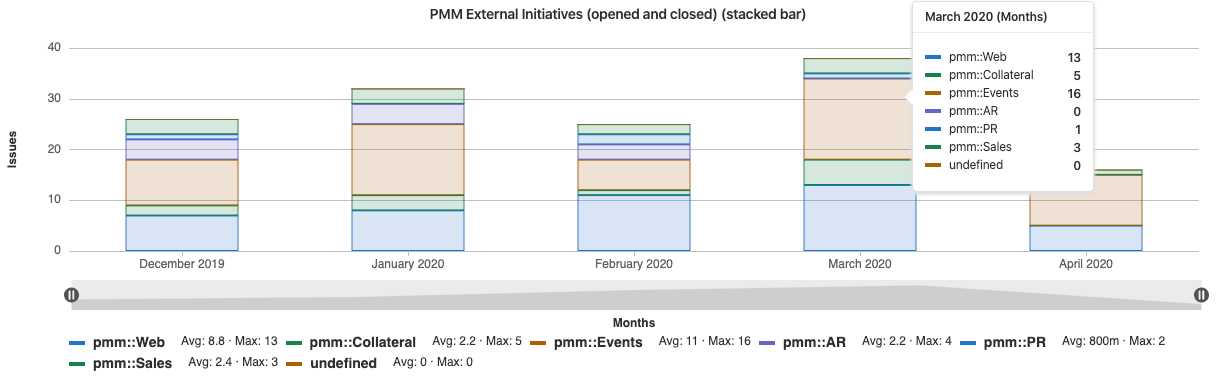 PMM External Initiatives (opened and closed) (stacked bar)
March 2020 (Months)
pmm::Web 13
pmm::Collateral 5
pmm::Events 16
pmm::AR 0
pmm::PR 1
pmm::Sales 3
undefined 0
Issues
40
30
20
10
0
December 2019 January 2020 February 2020 March 2020 April 2020
Months
pmm::Web Avg: 8.8 · Max: 13 pmm::Collateral Avg: 2.2 · Max: 5 pmm::Events Avg: 11 · Max: 16 pmm::AR Avg: 2.2 · Max: 4 pmm::PR Avg: 800m · Max: 2
pmm::Sales Avg: 2.4 · Max: 3 undefined Avg: 0 · Max: 0